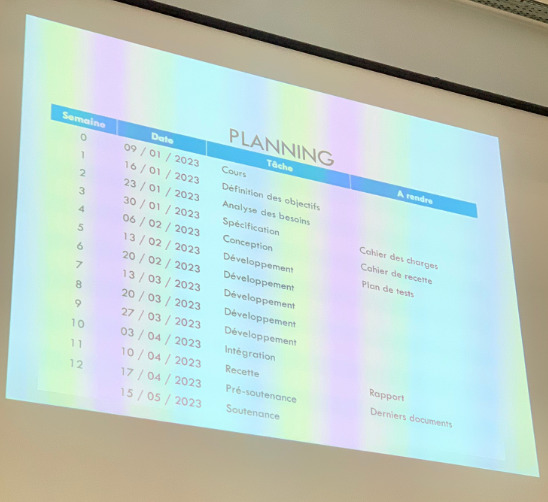 PLANNING
Semaine Date Tâche A rendre
0 09 / 01 / 2023 Cours
1 16 / 01 / 2023 Définition des objectifs
2 23 / 01 / 2023 Analyse des besoins
3 30 / 01 / 2023 Spécification Cahier des charges
4 06 / 02 / 2023 Conception Cahier de recette
5 13 / 02 / 2023 Développement Plan de tests
6 20 / 02 / 2023 Développement
7 13 / 03 / 2023 Développement
8 20 / 03 / 2023 Développement
9 27 / 03 / 2023 Développement
10 03 / 04 / 2023 Intégration
11 10 / 04 / 2023 Recette Rapport
12 17 / 04 / 2023 Pré-soutenance Derniers documents
15 / 05 / 2023 Soutenance